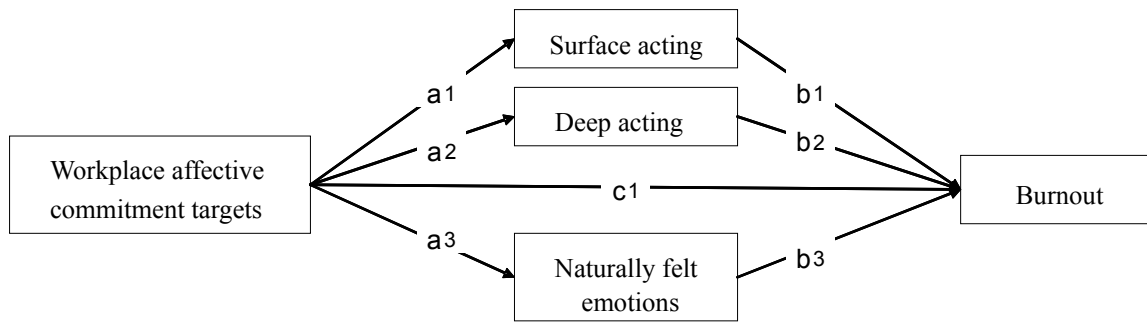 Surface acting
a1
b1
Deep acting
a2
b2
Workplace affective
commitment targets
c1
Burnout
a3
b3
Naturally felt
emotions